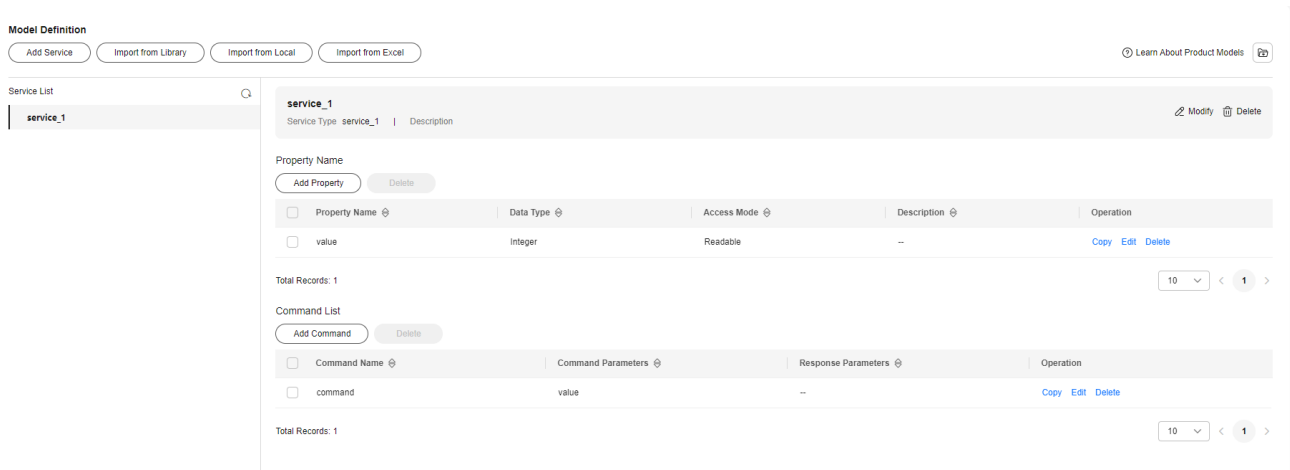 Model Definition
Add Service Import from Library Import from Local Import from Excel Learn About Product Models
Service List
service_1
service_1
Service Type service_1 | Description
Modify Delete
Property Name
Add Property Delete
Property Name Data Type Access Mode Description Operation
value Integer Readable -- Copy Edit Delete
Total Records: 1 10 < 1 >
Command List
Add Command Delete
Command Name Command Parameters Response Parameters Operation
command value -- Copy Edit Delete
Total Records: 1 10 < 1 >